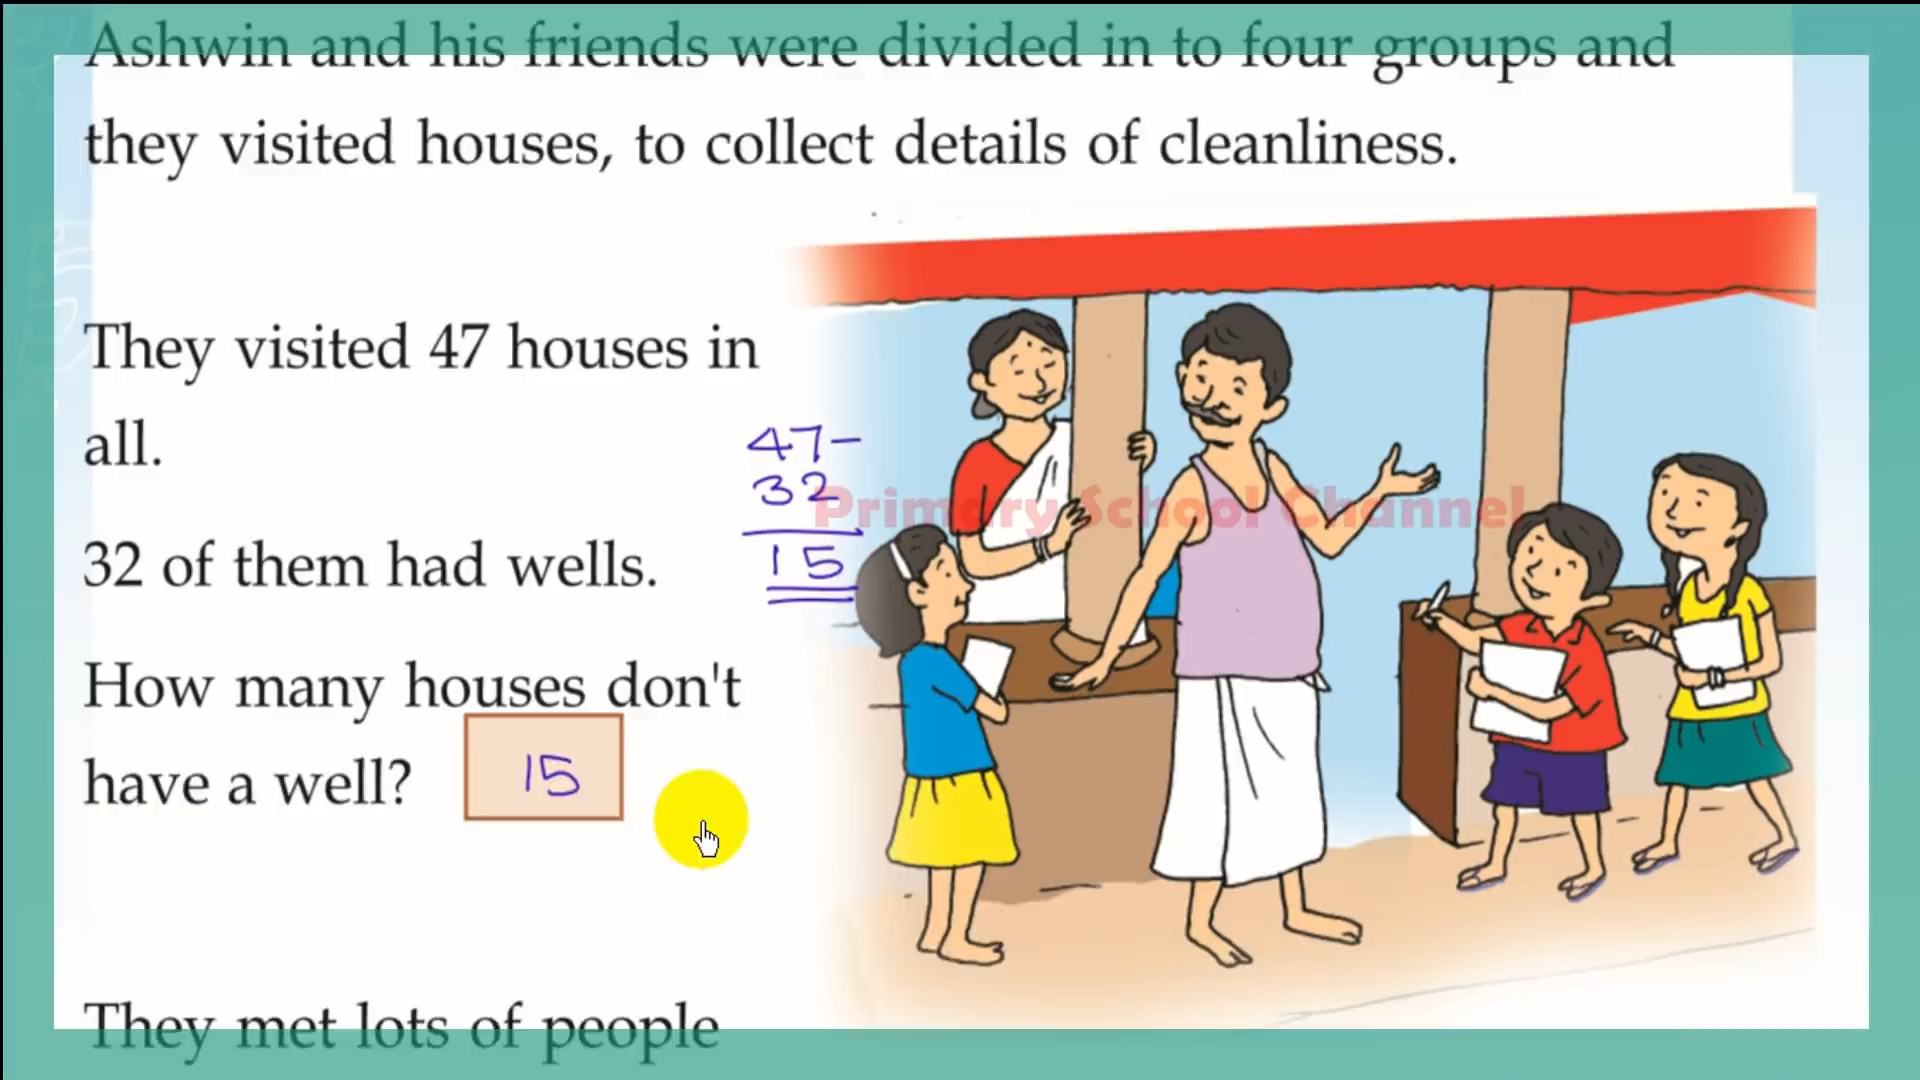 Ashwin and his friends were divided in to four groups and
they visited houses, to collect details of cleanliness.
They visited 47 houses in
all.
47-
32
15
Primary School Channel
32 of them had wells.
How many houses don't
have a well? 15
They met lots of people